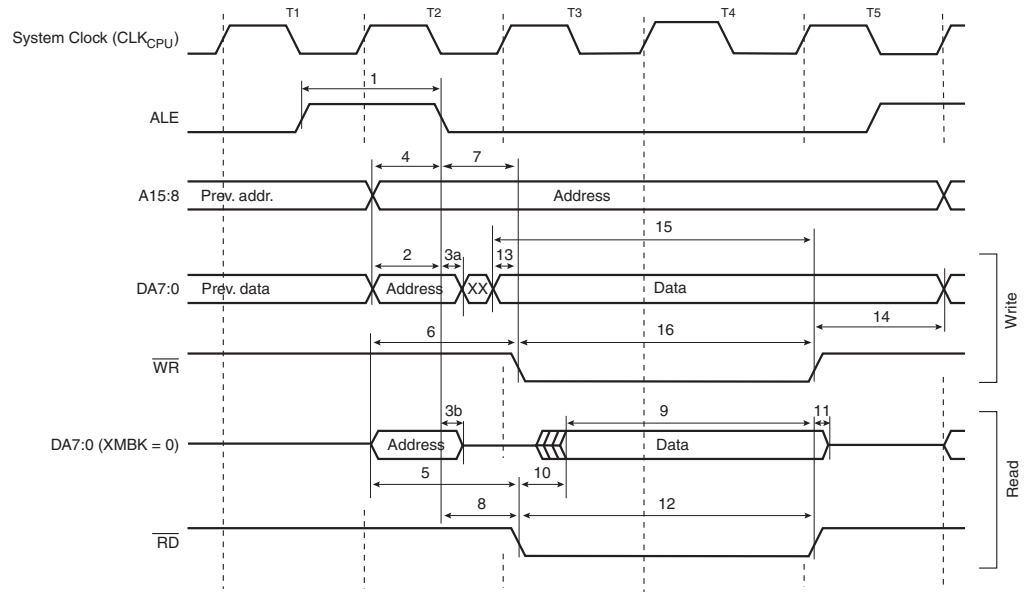 T1 T2 T3 T4 T5
System Clock (CLKCPU)
1
ALE
4 7
A15:8 Prev. addr. Address
15
2 3a 13
DA7:0 Prev. data Address XX Data
14
6 16
WR
Write
3b 9 11
DA7:0 (XMBK = 0) Address Data
5 10
8 12
RD
Read